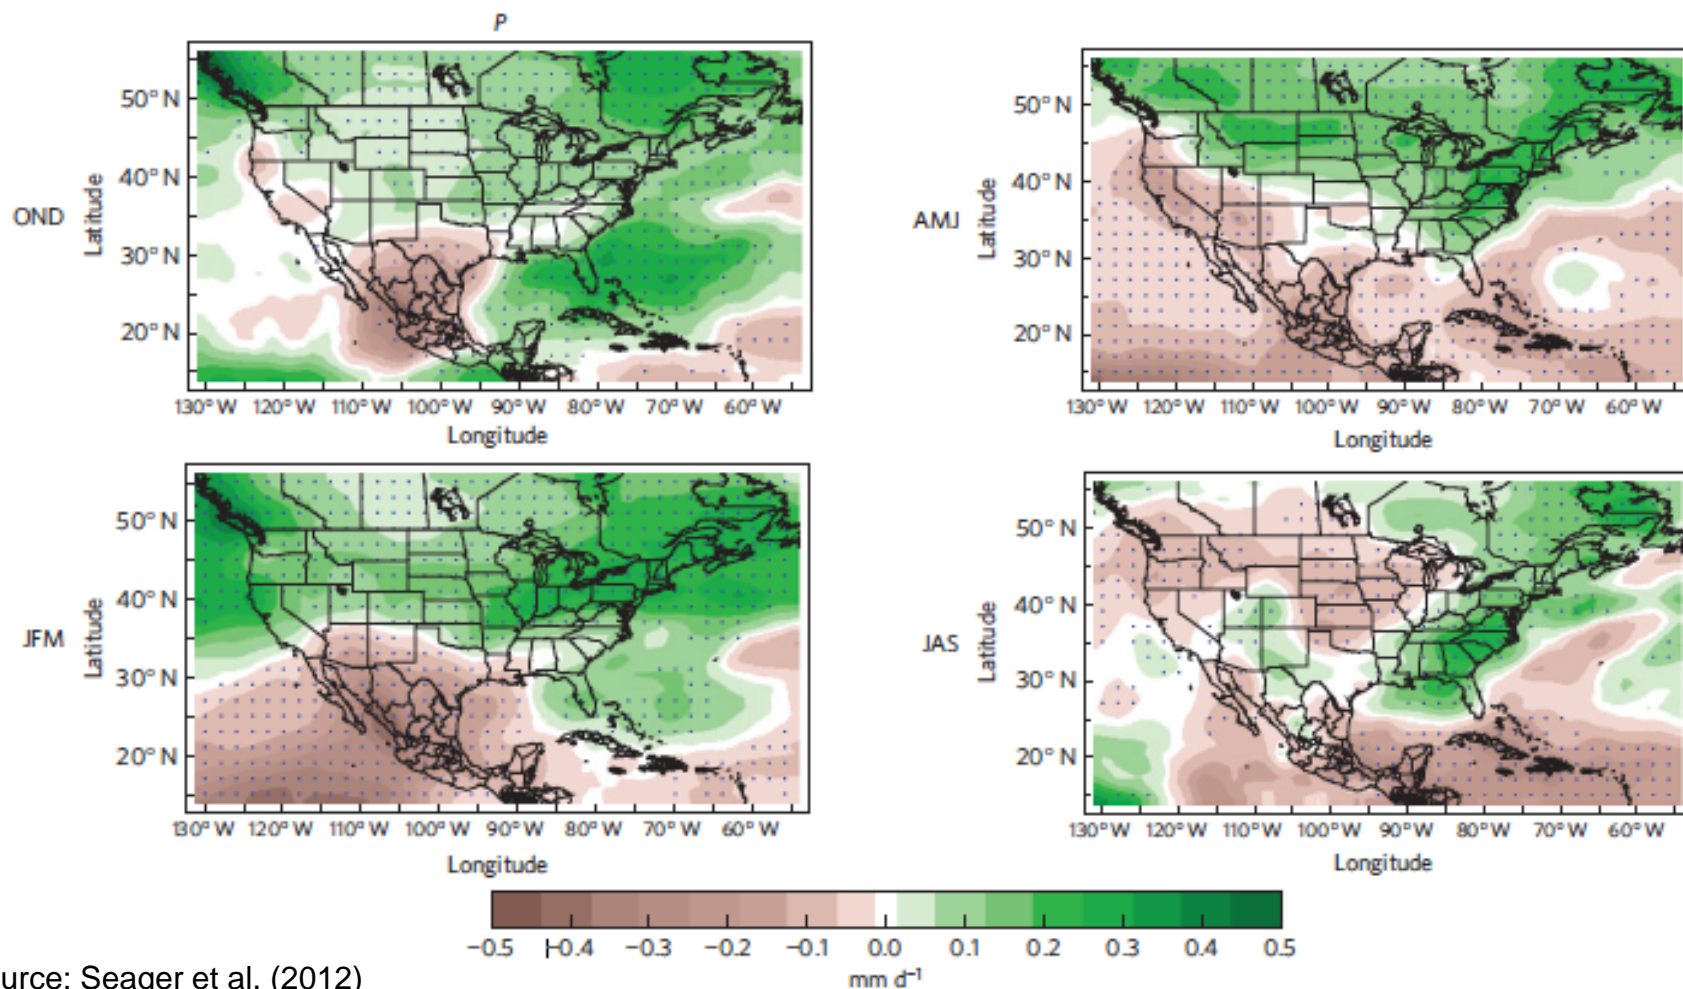 P
50° N
40° N
30° N
20° N
Latitude
OND
130° W 120° W 110° W 100° W 90° W 80° W 70° W 60° W
Longitude
50° N
40° N
30° N
20° N
Latitude
AMJ
130° W 120° W 110° W 100° W 90° W 80° W 70° W 60° W
Longitude
50° N
40° N
30° N
20° N
Latitude
JFM
130° W 120° W 110° W 100° W 90° W 80° W 70° W 60° W
Longitude
50° N
40° N
30° N
20° N
Latitude
JAS
130° W 120° W 110° W 100° W 90° W 80° W 70° W 60° W
Longitude
−0.5 −0.4 −0.3 −0.2 −0.1 0.0 0.1 0.2 0.3 0.4 0.5
mm d⁻¹
urce: Seager et al. (2012)